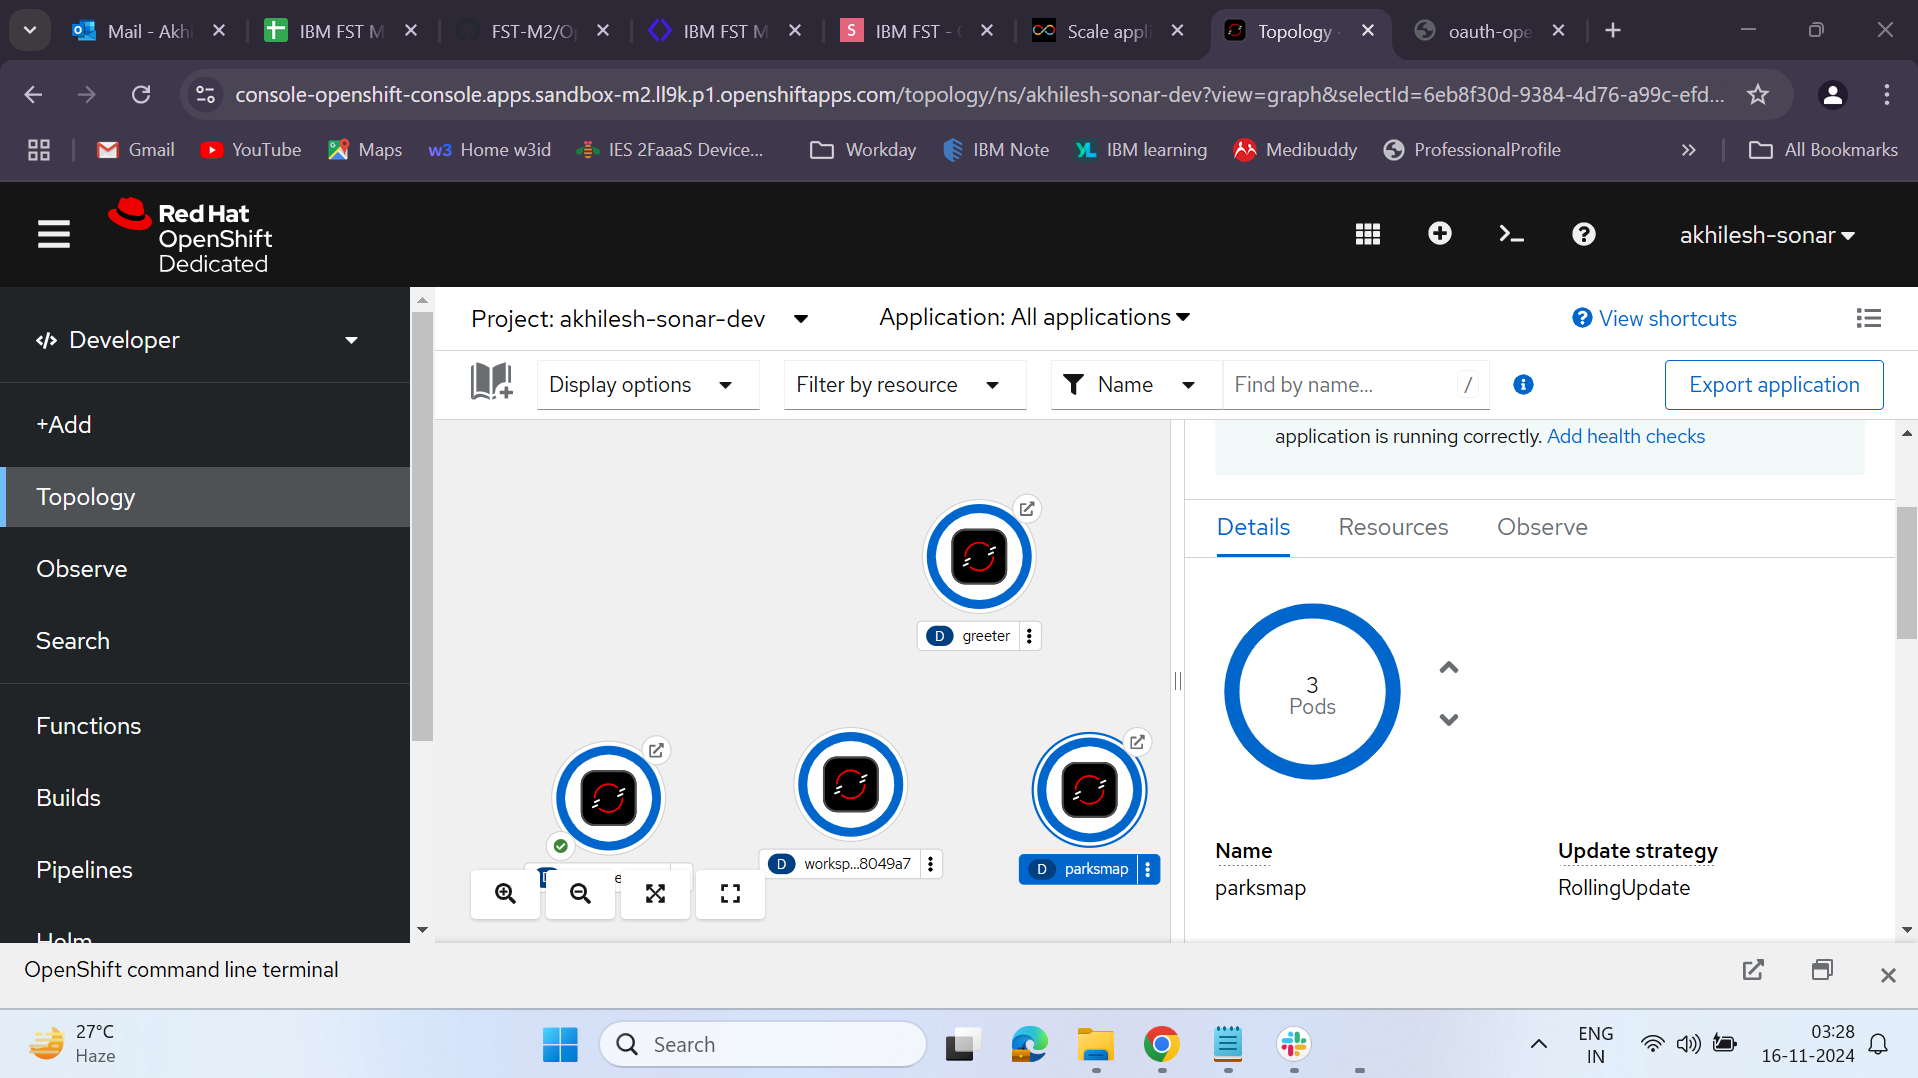 Mail - Akhi
IBM FST M
FST-M2/O
IBM FST M
IBM FST -
Scale appli
Topology
oauth-ope
console-openshift-console.apps.sandbox-m2.ll9k.p1.openshiftapps.com/topology/ns/akhilesh-sonar-dev?view=graph&selectId=6eb8f30d-9384-4d76-a99c-efd...
Gmail
YouTube
Maps
w3 Home w3id
IES 2FaaaS Device...
Workday
IBM Note
YL IBM learning
Medibuddy
ProfessionalProfile
All Bookmarks
Red Hat
OpenShift
Dedicated
akhilesh-sonar
Developer
+Add
Topology
Observe
Search
Functions
Builds
Pipelines
Helm
Project: akhilesh-sonar-dev
Application: All applications
View shortcuts
Display options
Filter by resource
Name
Find by name...
/
Export application
application is running correctly. Add health checks
D greeter
D worksp...8049a7
D parksmap
Details
Resources
Observe
3
Pods
Name
parksmap
Update strategy
RollingUpdate
OpenShift command line terminal
27°C
Haze
Search
ENG
IN
03:28
16-11-2024